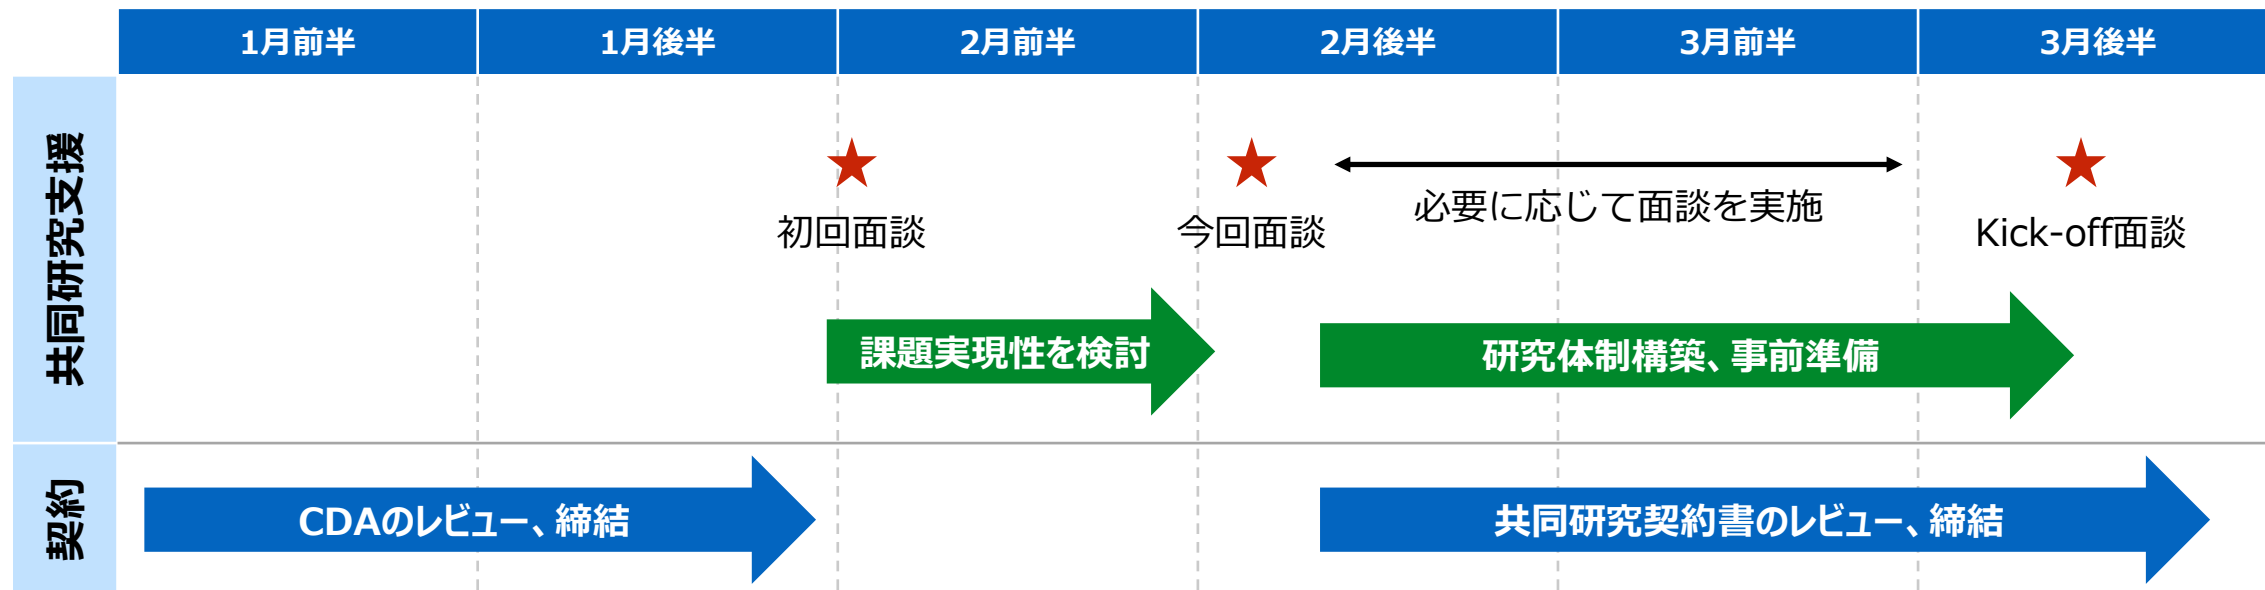 1月前半
1月後半
2月前半
2月後半
3月前半
3月後半
共同研究支援
初回面談
今回面談
必要に応じて面談を実施
Kick-off面談
課題実現性を検討
研究体制構築、事前準備
契約
CDAのレビュー、締結
共同研究契約書のレビュー、締結